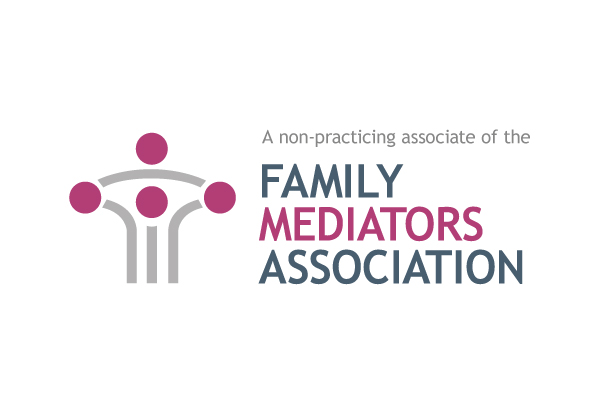 A non-practicing associate of the
FAMILY
MEDIATORS
ASSOCIATION